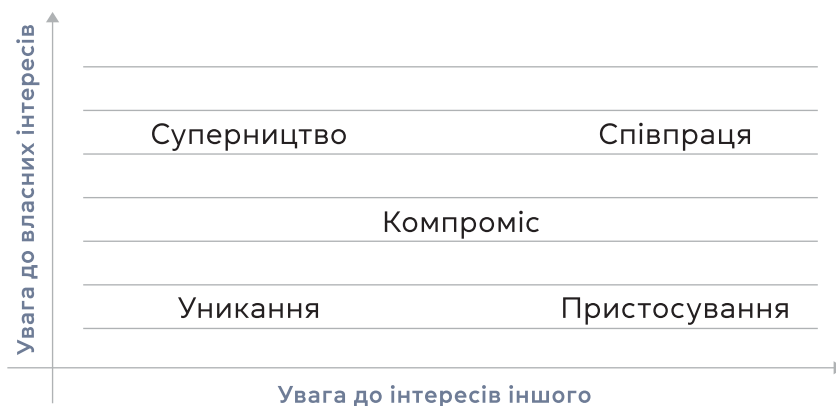 Увага до власних інтересів
Суперництво
Співпраця
Компроміс
Уникання
Пристосування
Увага до інтересів іншого